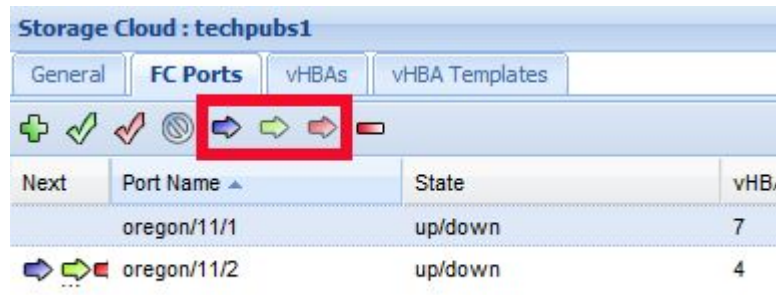 Storage Cloud : techpubs1
General FC Ports vHBAs vHBA Templates
Next Port Name State vHBA
oregon/11/1 up/down 7
oregon/11/2 up/down 4